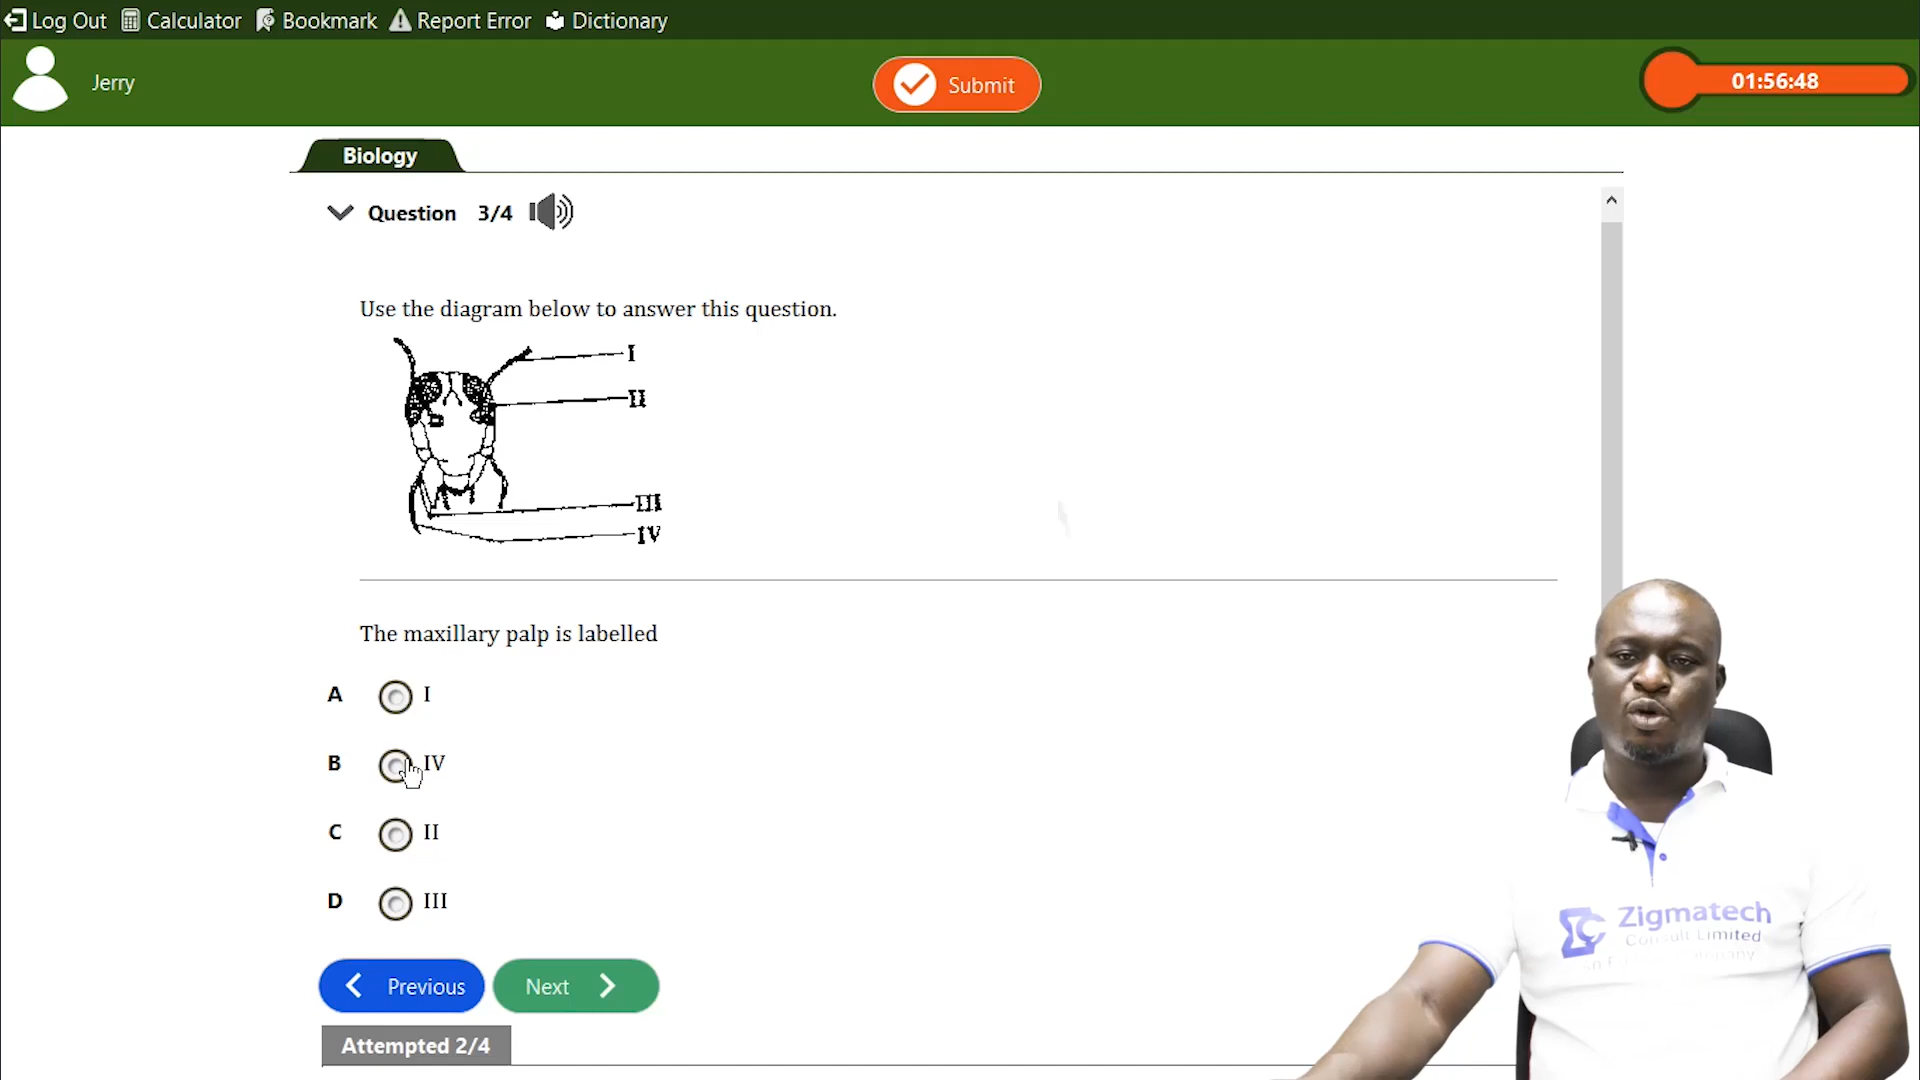 Log Out Calculator Bookmark Report Error Dictionary
Jerry
Submit
01:56:48
Biology
Question 3/4
Use the diagram below to answer this question.
I
II
III
IV
The maxillary palp is labelled
A I
B IV
C II
D III
Previous Next
Attempted 2/4
Zigmatech
Consult Limited